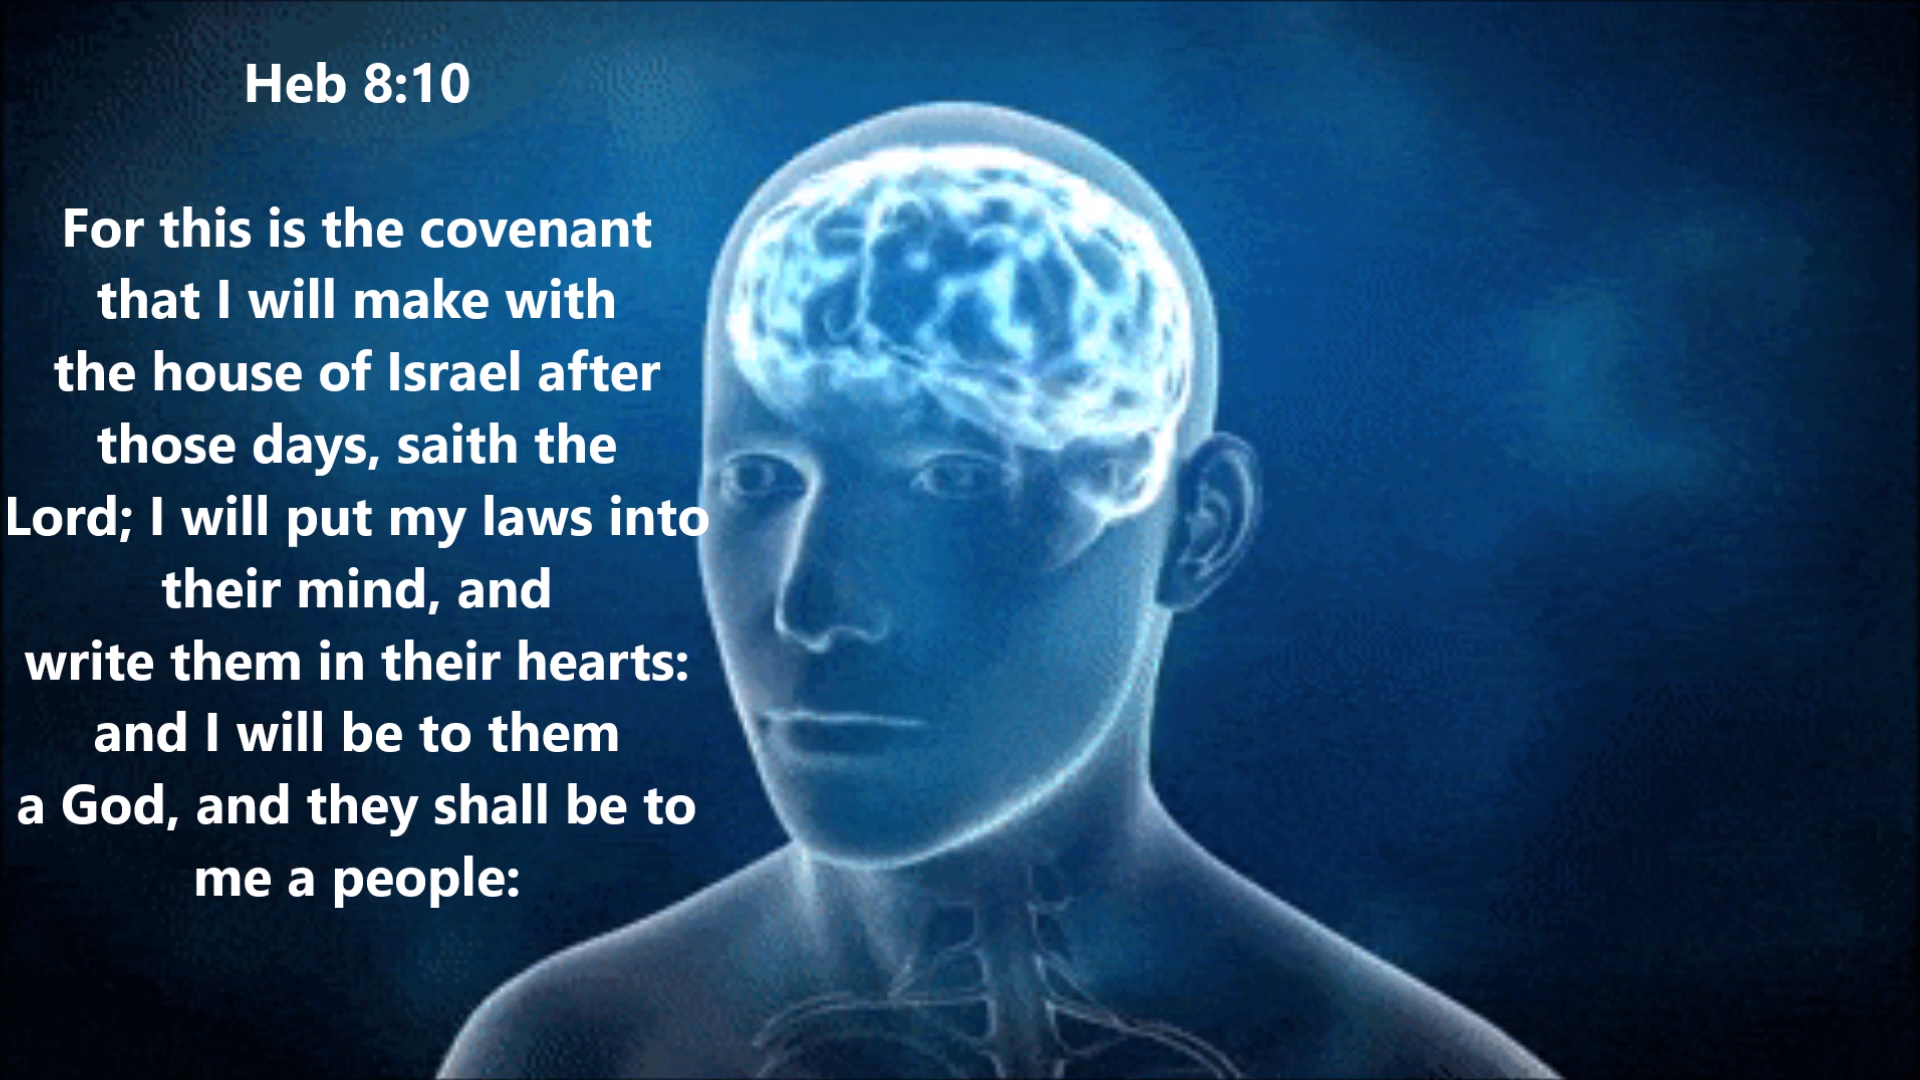 Heb 8:10
For this is the covenant
that I will make with
the house of Israel after
those days, saith the
Lord; I will put my laws into
their mind, and
write them in their hearts:
and I will be to them
a God, and they shall be to
me a people: